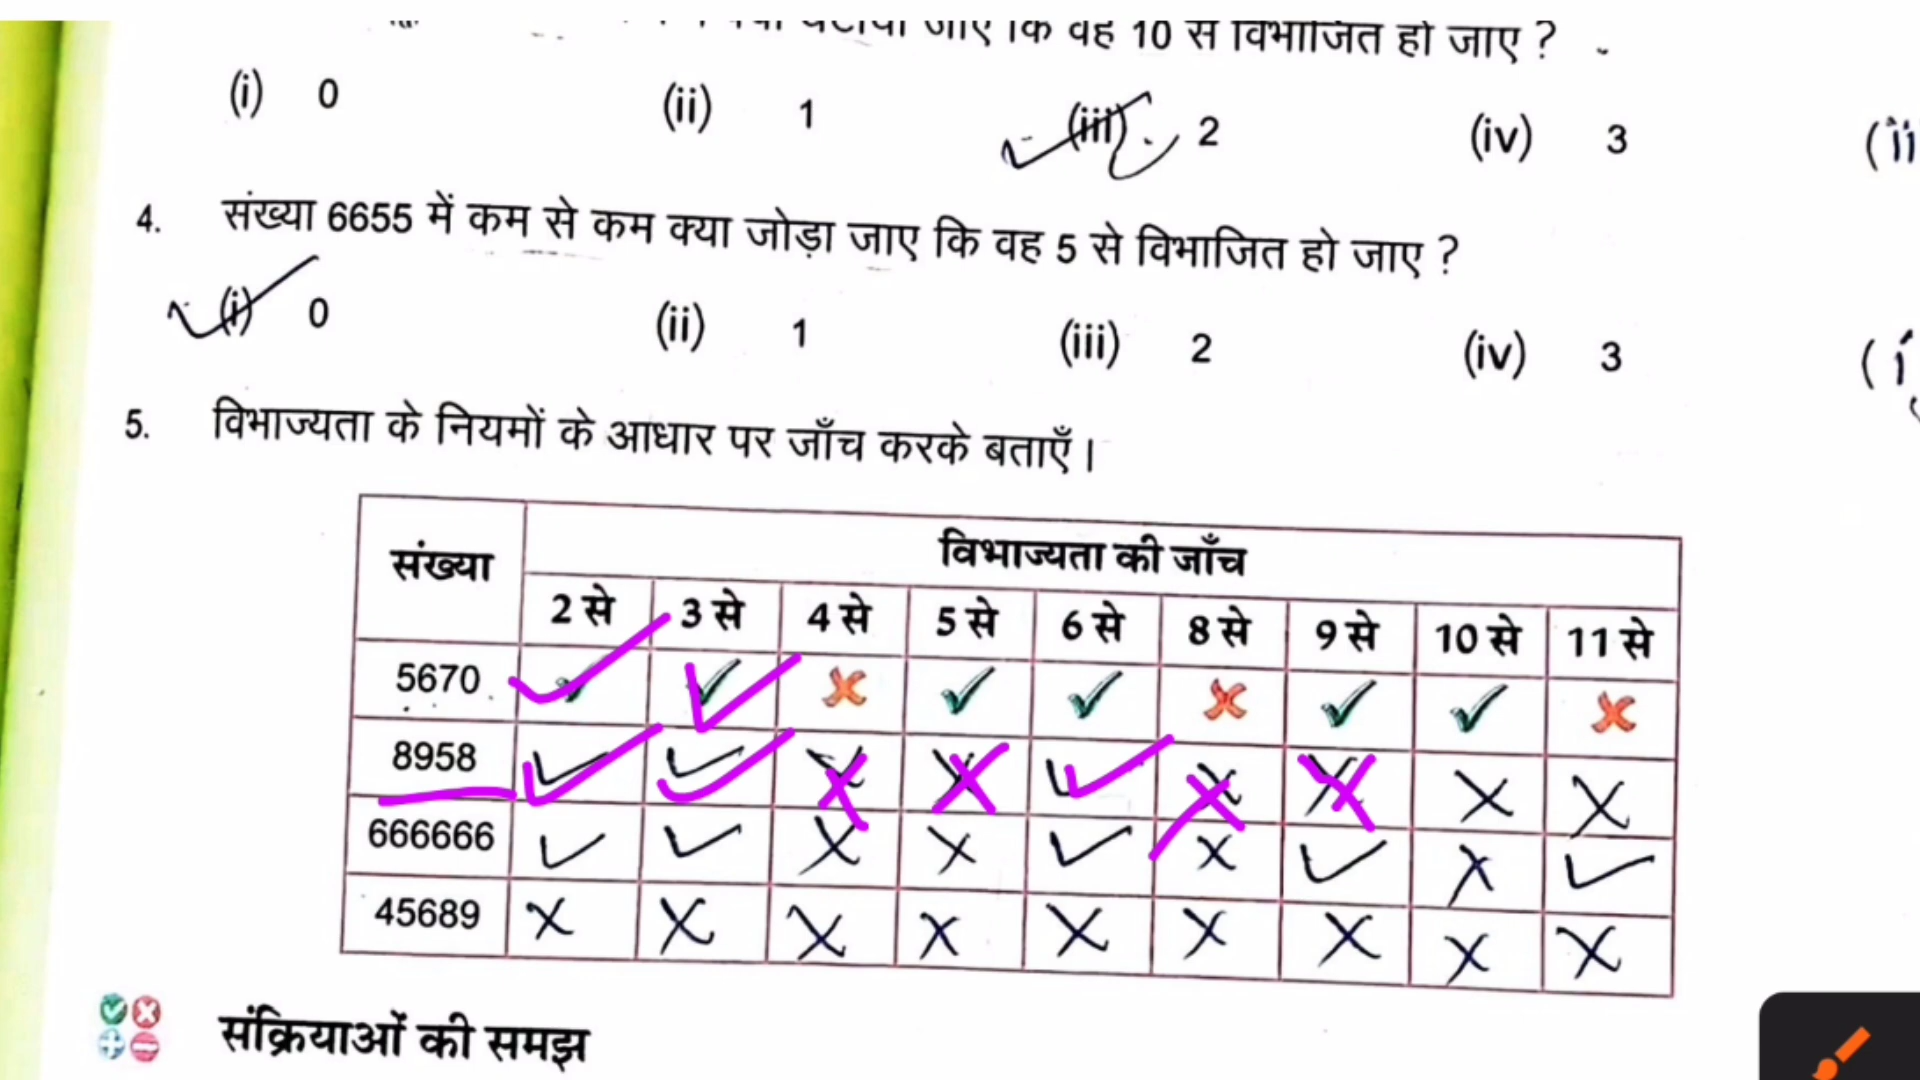 जाए कि वह 10 से विभाजित हो जाए ?
(i) 0 (ii) 1 (iii) 2 (iv) 3 (ii
4. संख्या 6655 में कम से कम क्या जोड़ा जाए कि वह 5 से विभाजित हो जाए ?
(i) 0 (ii) 1 (iii) 2 (iv) 3 (i
5. विभाज्यता के नियमों के आधार पर जाँच करके बताएँ।
संख्या विभाज्यता की जाँच
2 से 3 से 4 से 5 से 6 से 8 से 9 से 10 से 11 से
5670 ✓ ✓ ✗ ✓ ✓ ✗ ✓ ✓ ✗
8958 ✓ ✓ ✗ ✗ ✓ ✗ ✗ ✗ ✗
666666 ✓ ✓ ✗ ✗ ✓ ✗ ✓ ✗ ✓
45689 ✗ ✗ ✗ ✗ ✗ ✗ ✗ ✗ ✗
संक्रियाओं की समझ